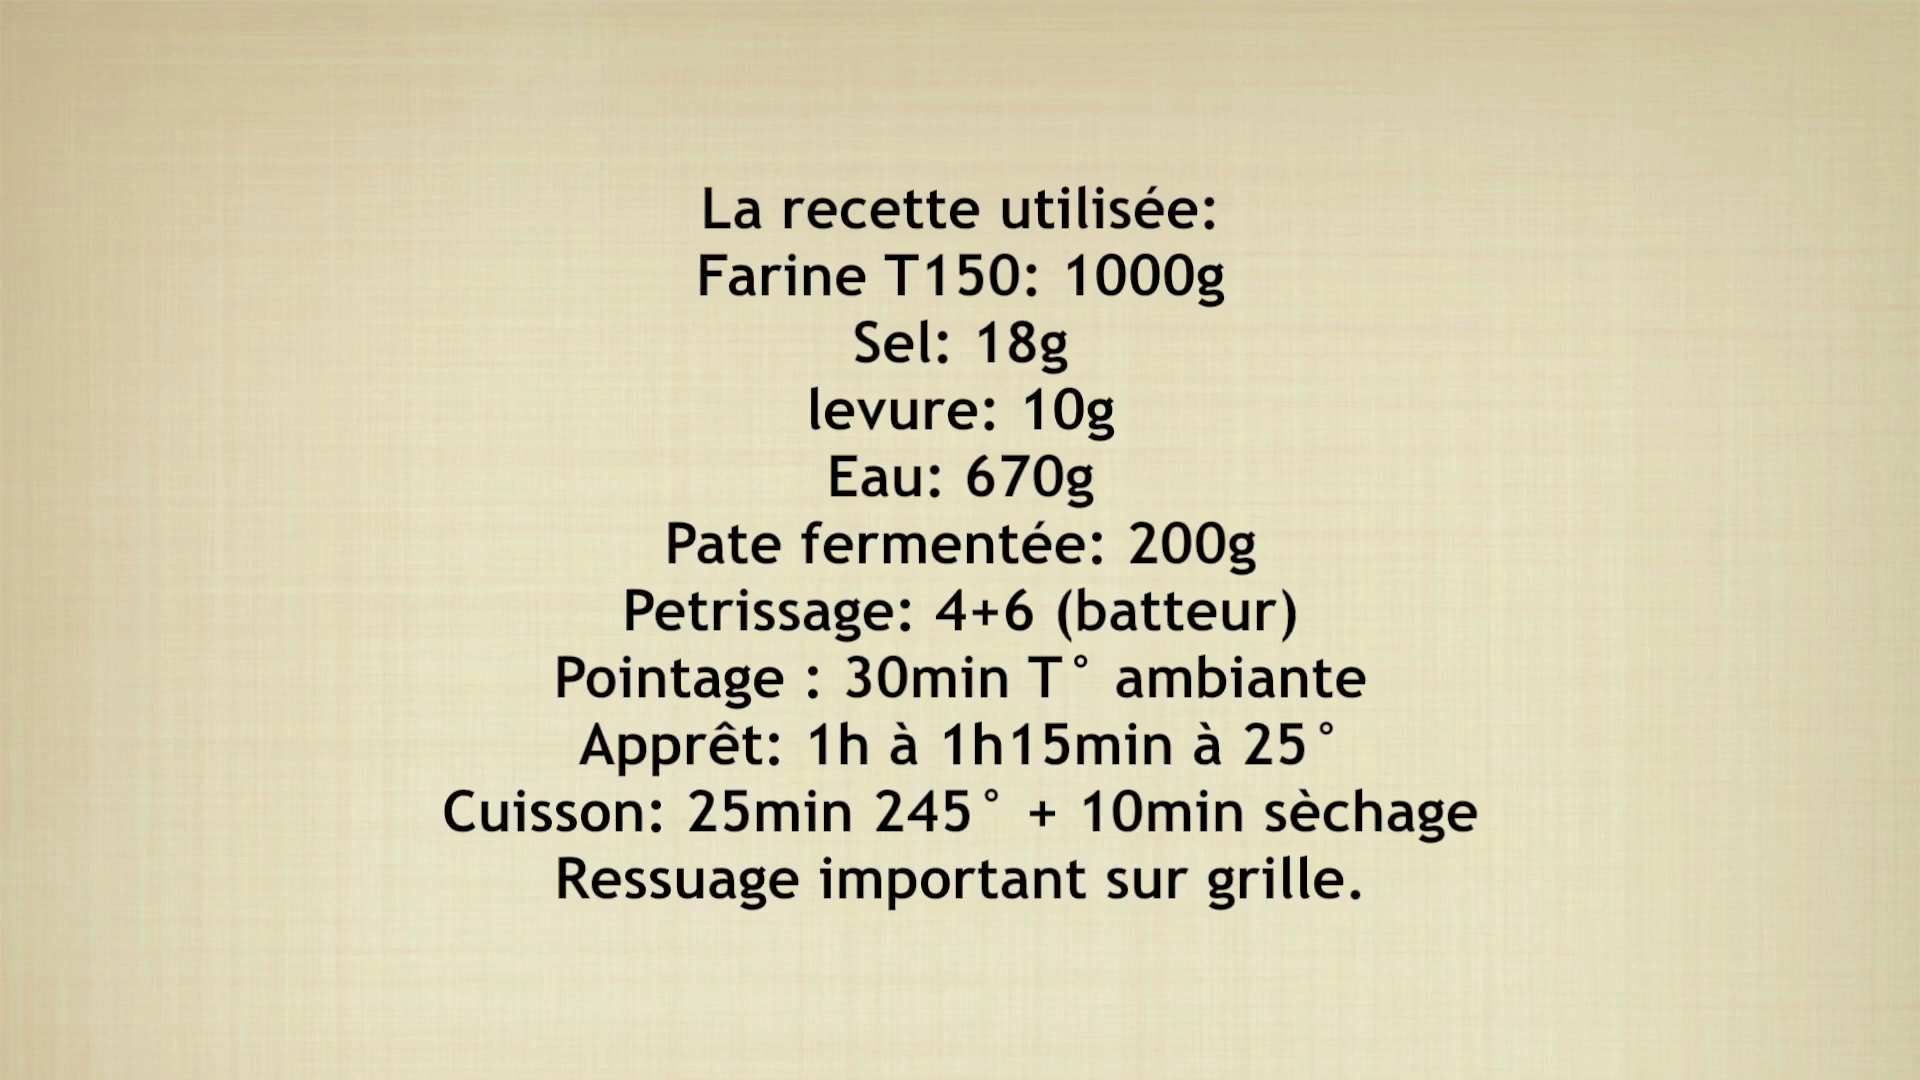 La recette utilisée:
Farine T150: 1000g
Sel: 18g
levure: 10g
Eau: 670g
Pate fermentée: 200g
Petrissage: 4+6 (batteur)
Pointage : 30min T° ambiante
Apprêt: 1h à 1h15min à 25°
Cuisson: 25min 245° + 10min sèchage
Ressuage important sur grille.